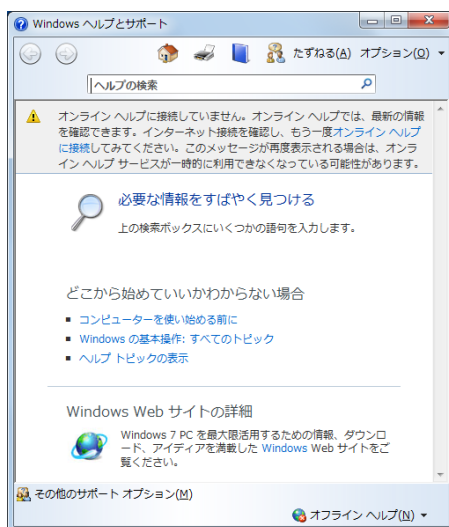 Windows ヘルプとサポート
たずねる(A) オプション(O)
ヘルプの検索
オンライン ヘルプに接続していません。オンライン ヘルプでは、最新の情報
を確認できます。インターネット接続を確認し、もう一度オンライン ヘルプ
に接続してみてください。このメッセージが再度表示される場合は、オンラ
イン ヘルプ サービスが一時的に利用できなくなっている可能性があります。
必要な情報をすばやく見つける
上の検索ボックスにいくつかの語句を入力します。
どこから始めていいかわからない場合
コンピューターを使い始める前に
Windows の基本操作: すべてのトピック
ヘルプ トピックの表示
Windows Web サイトの詳細
Windows 7 PC を最大限活用するための情報、ダウンロ
ード、アイディアを満載した Windows Web サイトをご
覧ください。
その他のサポート オプション(M)
オフライン ヘルプ(N)